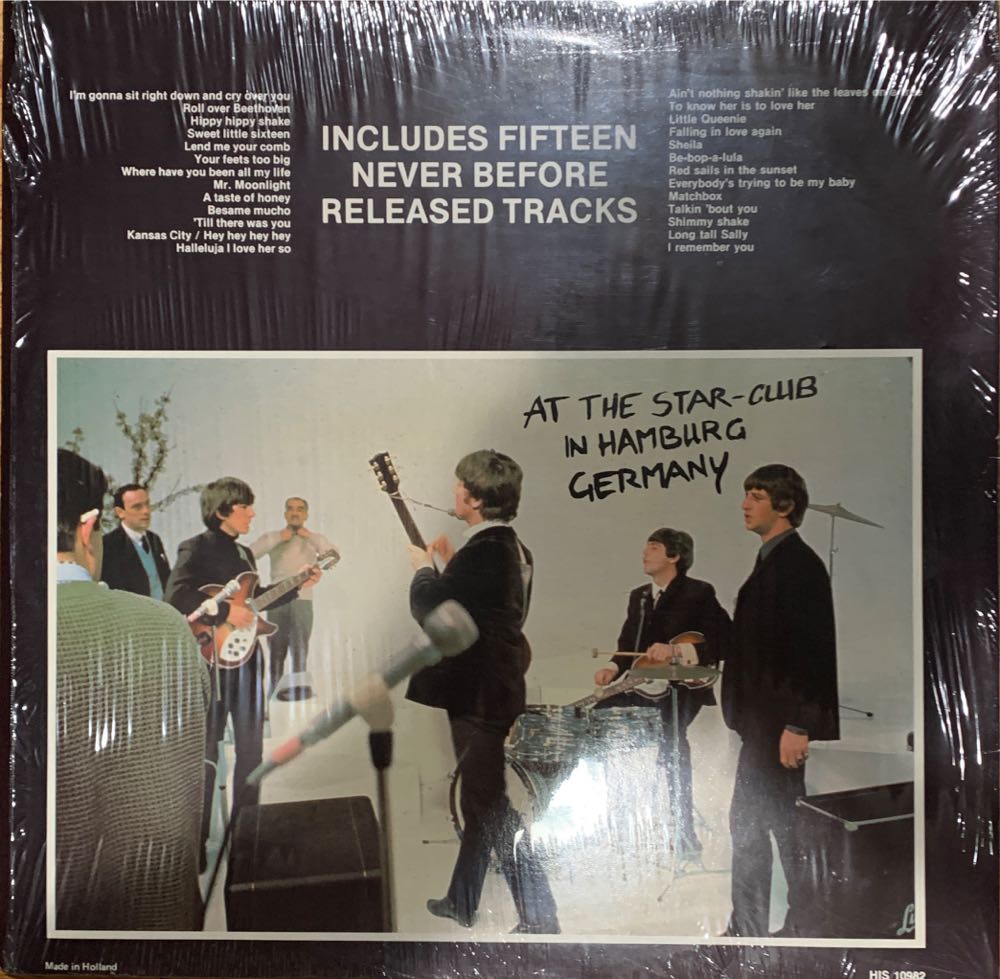 I'm gonna sit right down and cry over you
Roll over Beethoven
Hippy hippy shake
Sweet little sixteen
Lend me your comb
Your feets too big
Where have you been all my life
Mr. Moonlight
A taste of honey
Besame mucho
'Till there was you
Kansas City / Hey hey hey hey
Halleluja I love her so
INCLUDES FIFTEEN
NEVER BEFORE
RELEASED TRACKS
Ain't nothing shakin' like the leaves on
To know her is to love her
Little Queenie
Falling in love again
Sheila
Be-bop-a-lula
Red sails in the sunset
Everybody's trying to be my baby
Matchbox
Talkin 'bout you
Shimmy shake
Long tall Sally
I remember you
AT THE STAR-CLUB
IN HAMBURG
GERMANY
Made in Holland
HIS 10982